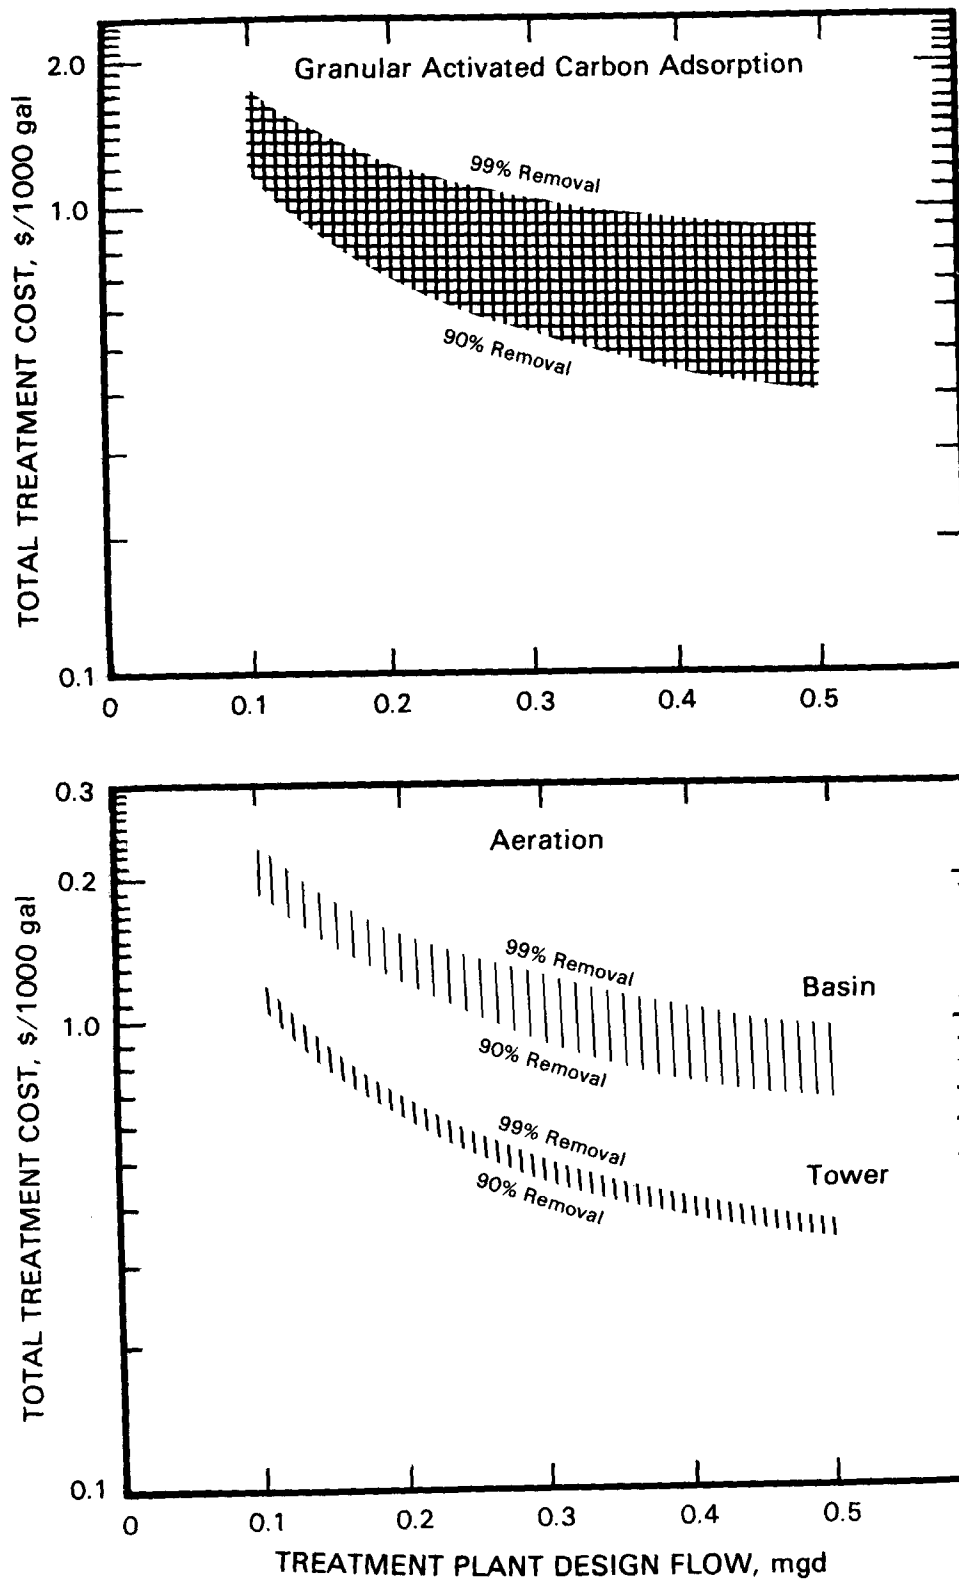 Granular Activated Carbon Adsorption
TOTAL TREATMENT COST, $/1000 gal
2.0
1.0
0.1
99% Removal
90% Removal
0
0.1
0.2
0.3
0.4
0.5
Aeration
TOTAL TREATMENT COST, $/1000 gal
0.3
0.2
1.0
0.1
99% Removal
Basin
90% Removal
99% Removal
Tower
90% Removal
0
0.1
0.2
0.3
0.4
0.5
TREATMENT PLANT DESIGN FLOW, mgd